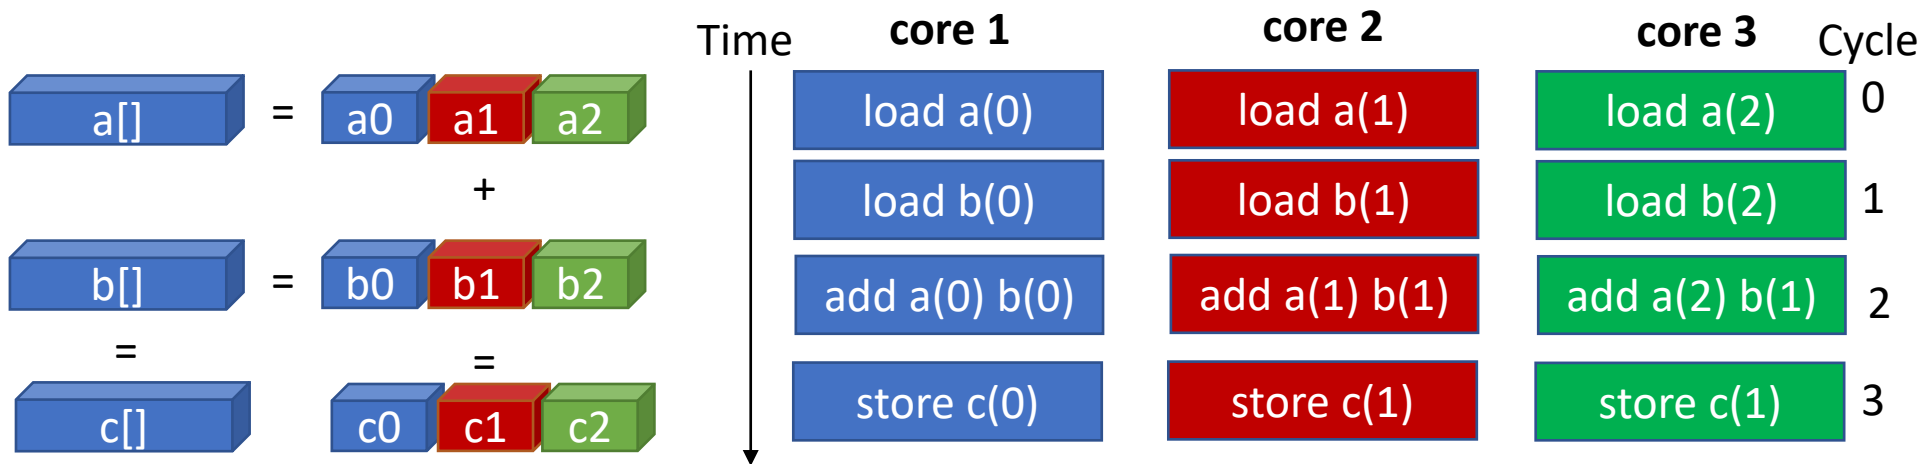 Time core 1 core 2 core 3 Cycle
a[] = a0 a1 a2 load a(0) load a(1) load a(2) 0
+ load b(0) load b(1) load b(2) 1
b[] = b0 b1 b2 add a(0) b(0) add a(1) b(1) add a(2) b(1) 2
= =
c[] c0 c1 c2 store c(0) store c(1) store c(1) 3